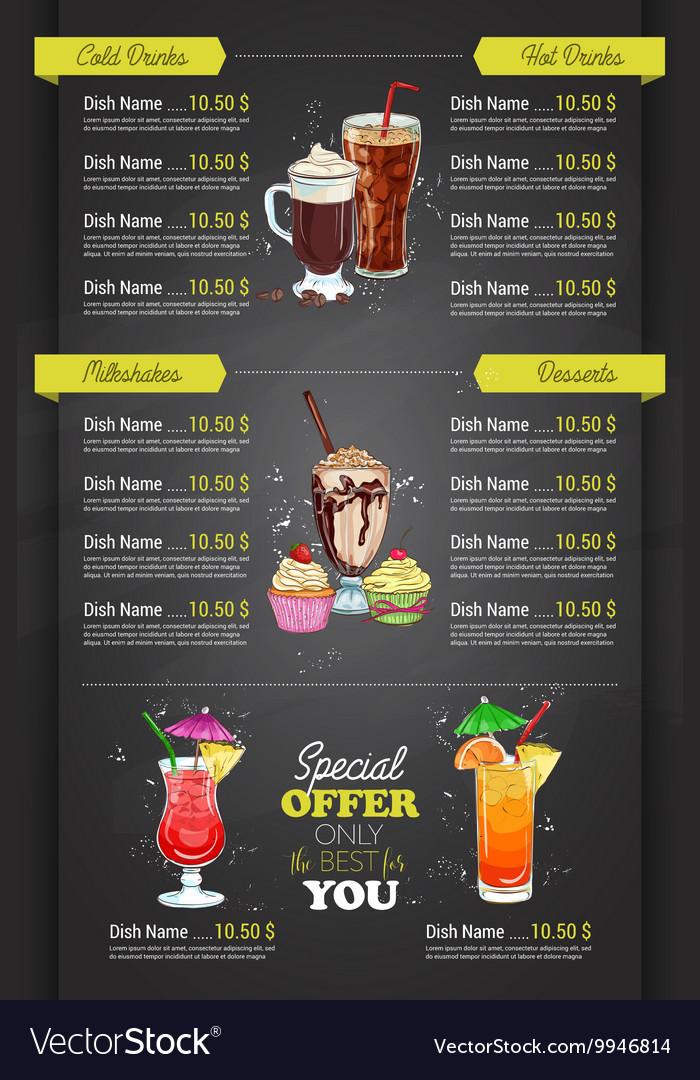 Cold Drinks
Dish Name .....10.50 $
Lorem ipsum dolor sit amet, consectetur adipiscing elit, sed
do eiusmod tempor incididunt ut labore et dolore
Dish Name .....10.50 $
Lorem ipsum dolor sit amet, consectetur adipiscing elit, sed
do eiusmod tempor incididunt ut labore et dolore magna
Dish Name .....10.50 $
Lorem ipsum dolor sit amet, consectetur adipiscing elit, sed
do eiusmod tempor incididunt ut labore et dolore magna
aliqua. Ut enim ad minim veniam, quis nostrud exercitation
Dish Name .....10.50 $
Lorem ipsum dolor sit amet, consectetur adipiscing elit, sed
do eiusmod tempor incididunt ut labore et dolore magna
Hot Drinks
Dish Name .....10.50 $
Lorem ipsum dolor sit amet, consectetur adipiscing elit, sed
do eiusmod tempor incididunt ut labore et dolore
Dish Name .....10.50 $
Lorem ipsum dolor sit amet, consectetur adipiscing elit, sed
do eiusmod tempor incididunt ut labore et dolore magna
Dish Name .....10.50 $
Lorem ipsum dolor sit amet, consectetur adipiscing elit, sed
do eiusmod tempor incididunt ut labore et dolore magna
aliqua. Ut enim ad minim veniam, quis nostrud exercitation
Dish Name .....10.50 $
Lorem ipsum dolor sit amet, consectetur adipiscing elit, sed
do eiusmod tempor incididunt ut labore et dolore magna
Milkshakes
Dish Name .....10.50 $
Lorem ipsum dolor sit amet, consectetur adipiscing elit, sed
do eiusmod tempor incididunt ut labore et dolore
Dish Name .....10.50 $
Lorem ipsum dolor sit amet, consectetur adipiscing elit, sed
do eiusmod tempor incididunt ut labore et dolore magna
Dish Name .....10.50 $
Lorem ipsum dolor sit amet, consectetur adipiscing elit, sed
do eiusmod tempor incididunt ut labore et dolore magna
aliqua. Ut enim ad minim veniam, quis nostrud exercitation
Dish Name .....10.50 $
Lorem ipsum dolor sit amet, consectetur adipiscing elit, sed
do eiusmod tempor incididunt ut labore et dolore magna
aliqua. Ut enim ad minim veniam, quis nostrud exercitation
Desserts
Dish Name .....10.50 $
Lorem ipsum dolor sit amet, consectetur adipiscing elit, sed
do eiusmod tempor incididunt ut labore et dolore
Dish Name .....10.50 $
Lorem ipsum dolor sit amet, consectetur adipiscing elit, sed
do eiusmod tempor incididunt ut labore et dolore magna
Dish Name .....10.50 $
Lorem ipsum dolor sit amet, consectetur adipiscing elit, sed
do eiusmod tempor incididunt ut labore et dolore magna
aliqua. Ut enim ad minim veniam, quis nostrud exercitation
Dish Name .....10.50 $
Lorem ipsum dolor sit amet, consectetur adipiscing elit, sed
do eiusmod tempor incididunt ut labore et dolore magna
aliqua. Ut enim ad minim veniam, quis nostrud exercitation
Special
OFFER
ONLY
the BEST for
YOU
Dish Name .....10.50 $
Lorem ipsum dolor sit amet, consectetur adipiscing elit, sed
do eiusmod tempor incididunt ut labore et dolore magna
Dish Name .....10.50 $
Lorem ipsum dolor sit amet, consectetur adipiscing elit, sed
do eiusmod tempor incididunt ut labore et dolore magna
VectorStock®
VectorStock.com/9946814